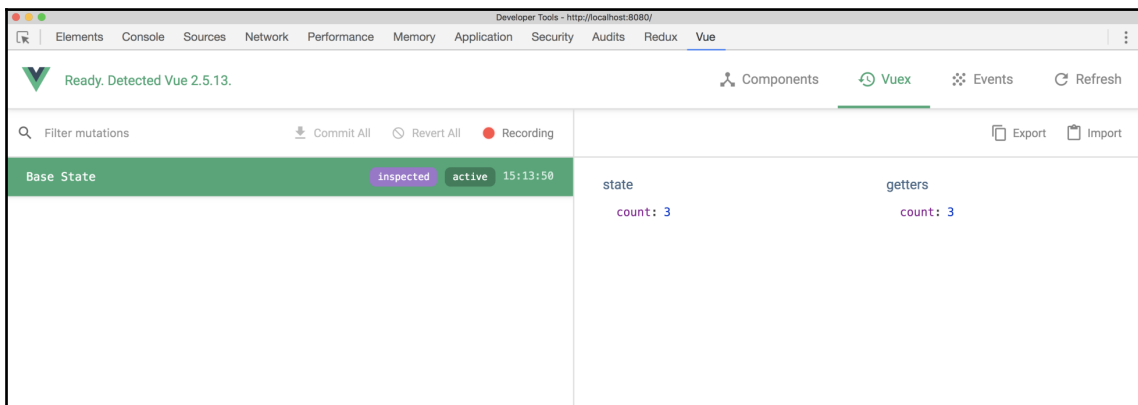 Developer Tools - http://localhost:8080/
Elements Console Sources Network Performance Memory Application Security Audits Redux Vue
Ready. Detected Vue 2.5.13.
Components Vuex Events Refresh
Filter mutations Commit All Revert All Recording
Export Import
Base State inspected active 15:13:50
state getters
count: 3 count: 3